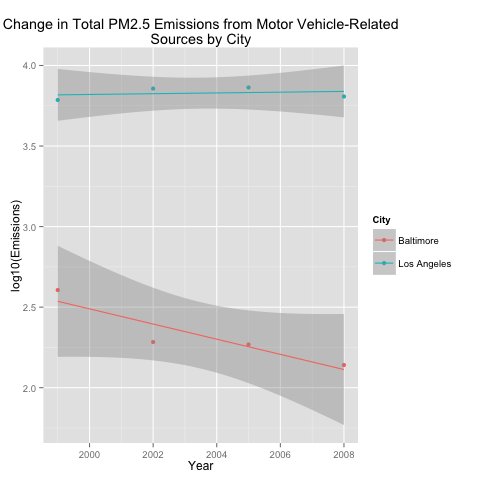 Change in Total PM2.5 Emissions from Motor Vehicle-Related
Sources by City
4.0
3.5
3.0
2.5
2.0
log10(Emissions)
2000
2002
2004
2006
2008
Year
City
Baltimore
Los Angeles